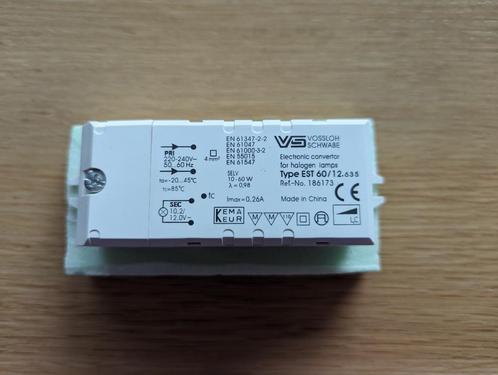 PRI
220-240V~
50...60 Hz
ta=-20...45°C
tc=85°C
SEC
10.2/
12.0V~
4 mm²
tc
EN 61347-2-2
EN 61047
EN 61000-3-2
EN 55015
EN 61547
SELV
10-60 W
λ = 0,98
Imax=0.26A
KEMA
KEUR
M
M
110
VS VOSSLOH
SCHWABE
Electronic convertor
for halogen lamps
Type EST 60/12.635
Ref.-No. 186173
Made in China
CE
LC